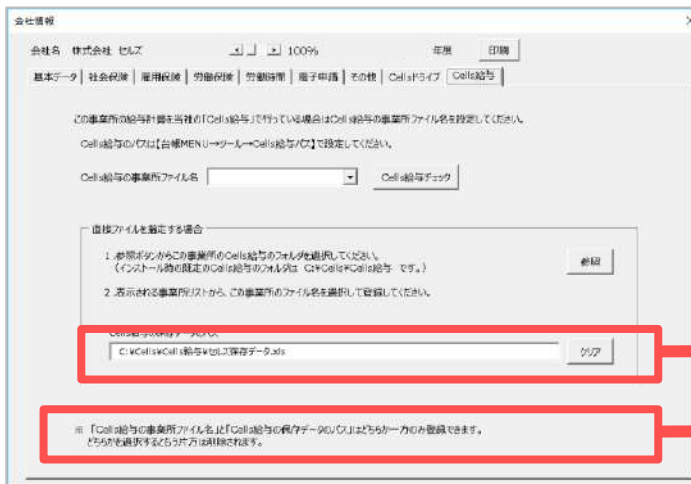 会社情報
会社名 株式会社 セルズ 100% 年度 印刷
基本データ 社会保険 雇用保険 労働保険 労働時間 電子申請 その他 Cellsドライブ Cells給与
この事業所の給与計算を当社の「Cells給与」で行っている場合はCells給与の事業所ファイル名を設定してください。
Cells給与のパスは【台帳MENU→ツール→Cells給与パス】で設定してください。
Cells給与の事業所ファイル名 Cells給与チェック
直接ファイルを指定する場合
1.参照ボタンからこの事業所のCells給与のフォルダを選択してください。
(インストール時の既定のCells給与のフォルダは C:¥Cells¥Cells給与 です。)
参照
2.表示される事業所リストから、この事業所のファイル名を選択して登録してください。
Cells給与の保存データのパス
C:¥Cells¥Cells給与¥セルズ保存データ.xls クリア
※ 「Cells給与の事業所ファイル名」と「Cells給与の保存データのパス」はどちらか一方のみ登録できます。
どちらかを選択するともう片方は削除されます。